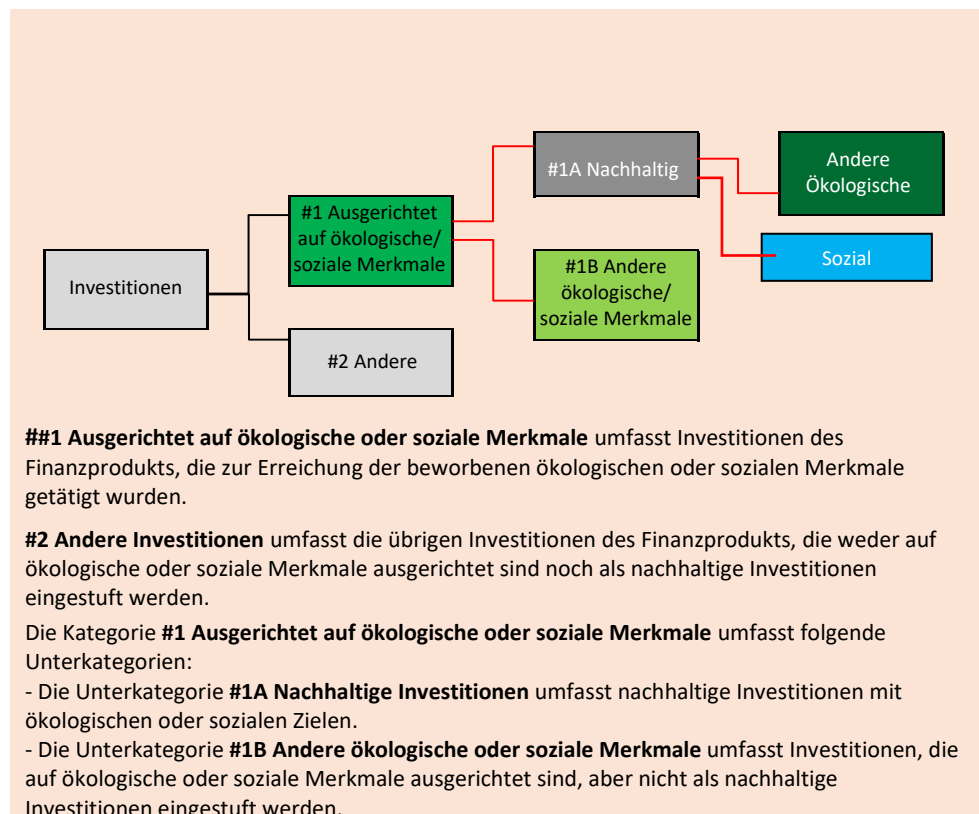 Investitionen
#1 Ausgerichtet
auf ökologische/
soziale Merkmale
#2 Andere
#1A Nachhaltig
#1B Andere
ökologische/
soziale Merkmale
Andere
Ökologische
Sozial
##1 Ausgerichtet auf ökologische oder soziale Merkmale umfasst Investitionen des
Finanzprodukts, die zur Erreichung der beworbenen ökologischen oder sozialen Merkmale
getätigt wurden.
#2 Andere Investitionen umfasst die übrigen Investitionen des Finanzprodukts, die weder auf
ökologische oder soziale Merkmale ausgerichtet sind noch als nachhaltige Investitionen
eingestuft werden.
Die Kategorie #1 Ausgerichtet auf ökologische oder soziale Merkmale umfasst folgende
Unterkategorien:
- Die Unterkategorie #1A Nachhaltige Investitionen umfasst nachhaltige Investitionen mit
ökologischen oder sozialen Zielen.
- Die Unterkategorie #1B Andere ökologische oder soziale Merkmale umfasst Investitionen, die
auf ökologische oder soziale Merkmale ausgerichtet sind, aber nicht als nachhaltige
Investitionen eingestuft werden.